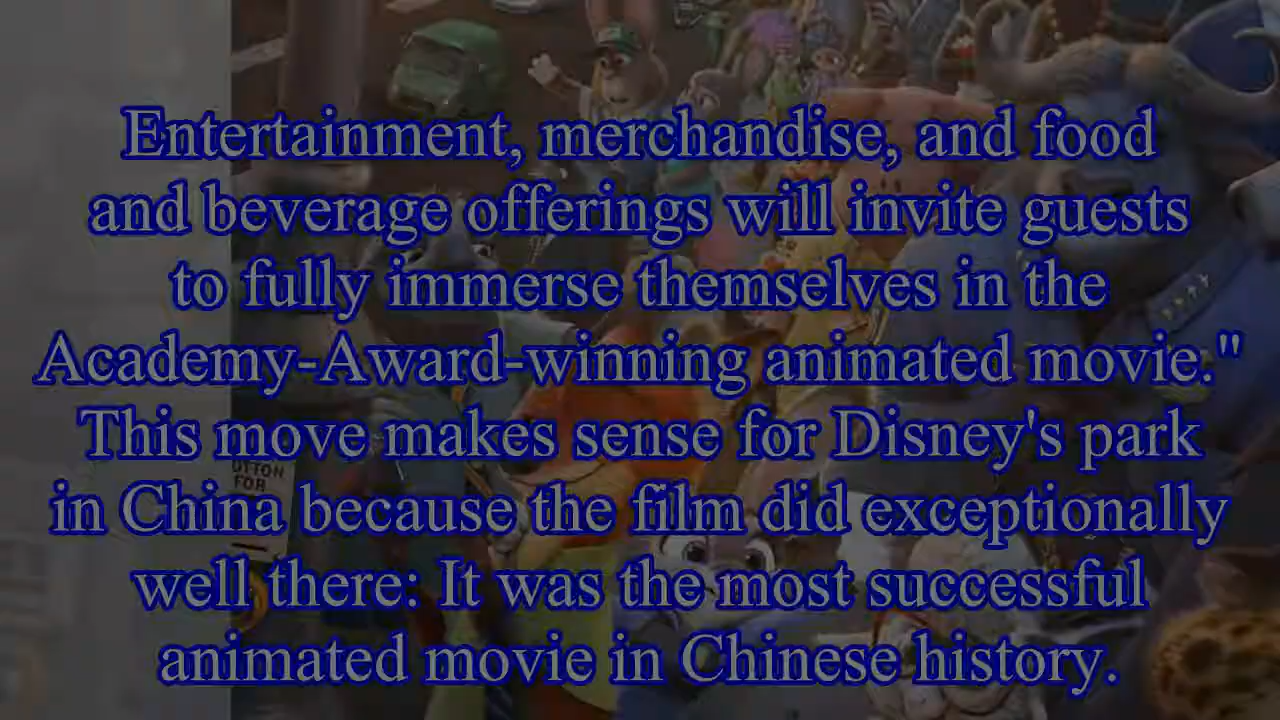 Entertainment, merchandise, and food
and beverage offerings will invite guests
to fully immerse themselves in the
Academy-Award-winning animated movie."
This move makes sense for Disney's park
in China because the film did exceptionally
well there: It was the most successful
animated movie in Chinese history.
OTTON
FOR